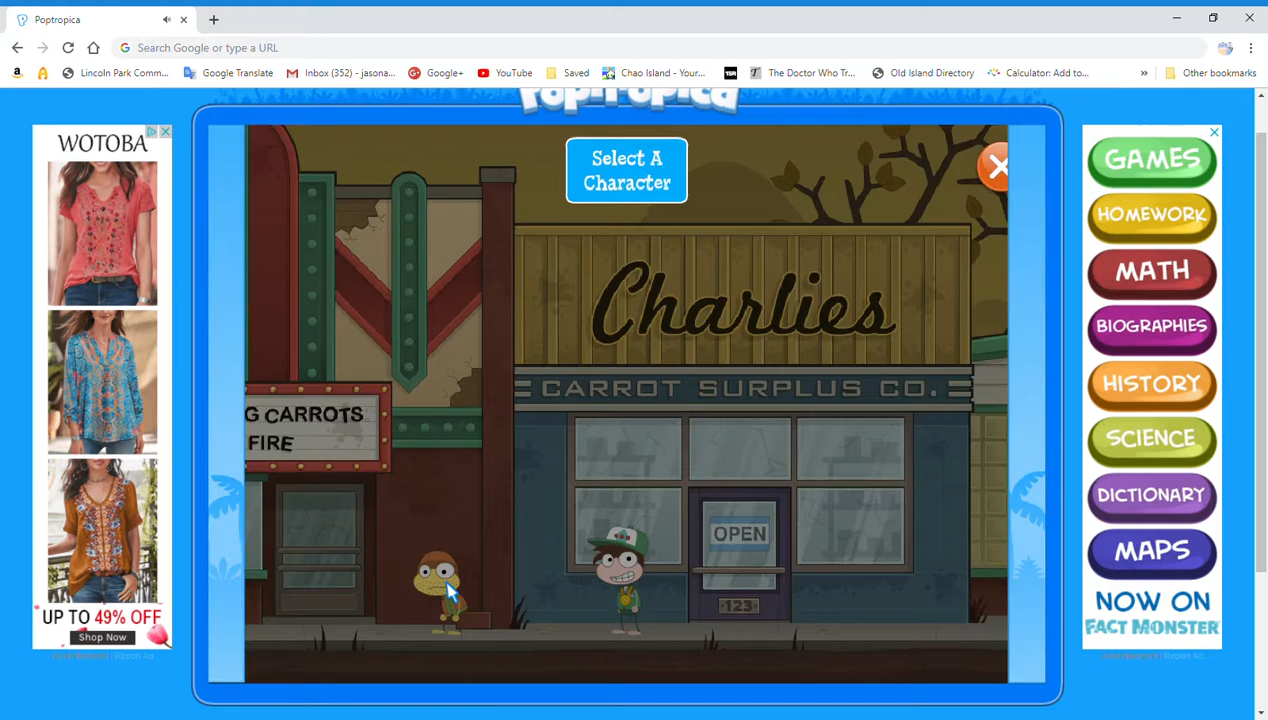 Poptropica
Search Google or type a URL
Lincoln Park Comm...
Google Translate
Inbox (352) - jasona...
Google+
YouTube
Saved
Chao Island - Your...
The Doctor Who Tr...
Old Island Directory
Calculator: Add to...
»
Other bookmarks
Poptropica
WOTOBA
UP TO 49% OFF
Shop Now
Report Ad
Select A
Character
Charlies
CARROT SURPLUS CO.
G CARROTS
FIRE
OPEN
123
GAMES
HOMEWORK
MATH
BIOGRAPHIES
HISTORY
SCIENCE
DICTIONARY
MAPS
NOW ON
FACT MONSTER